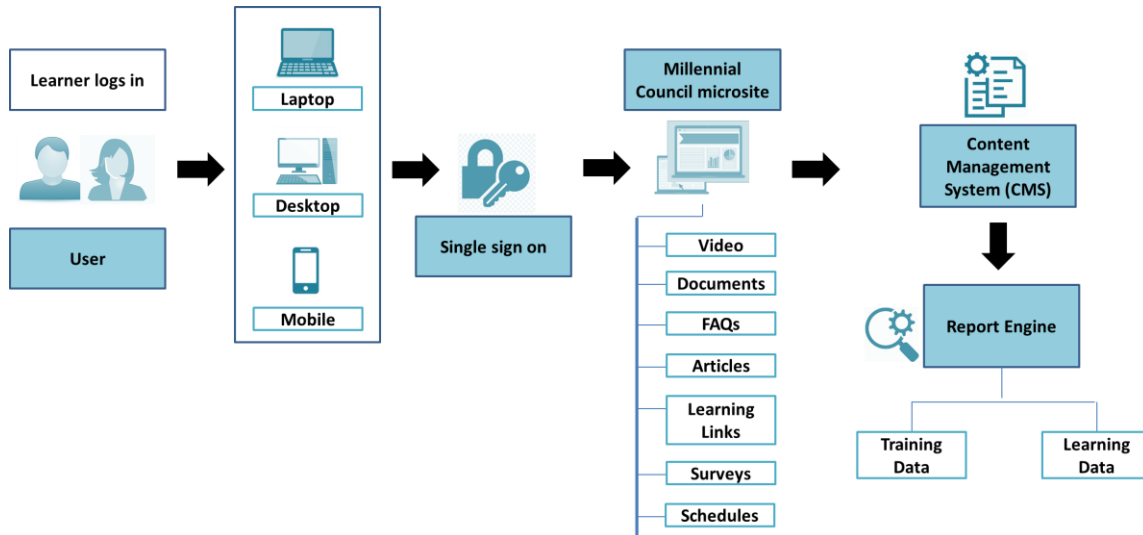 Learner logs in
User
Laptop
Desktop
Mobile
Single sign on
Millennial
Council microsite
Video
Documents
FAQs
Articles
Learning
Links
Surveys
Schedules
Content
Management
System (CMS)
Report Engine
Training
Data
Learning
Data